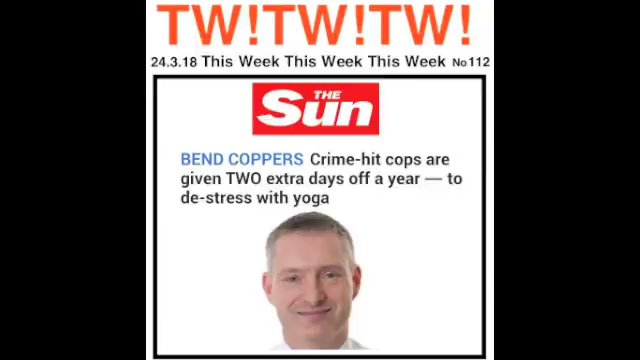 TW!TW!TW!
24.3.18 This Week This Week This Week No112
THE
Sun
BEND COPPERS Crime-hit cops are
given TWO extra days off a year — to
de-stress with yoga